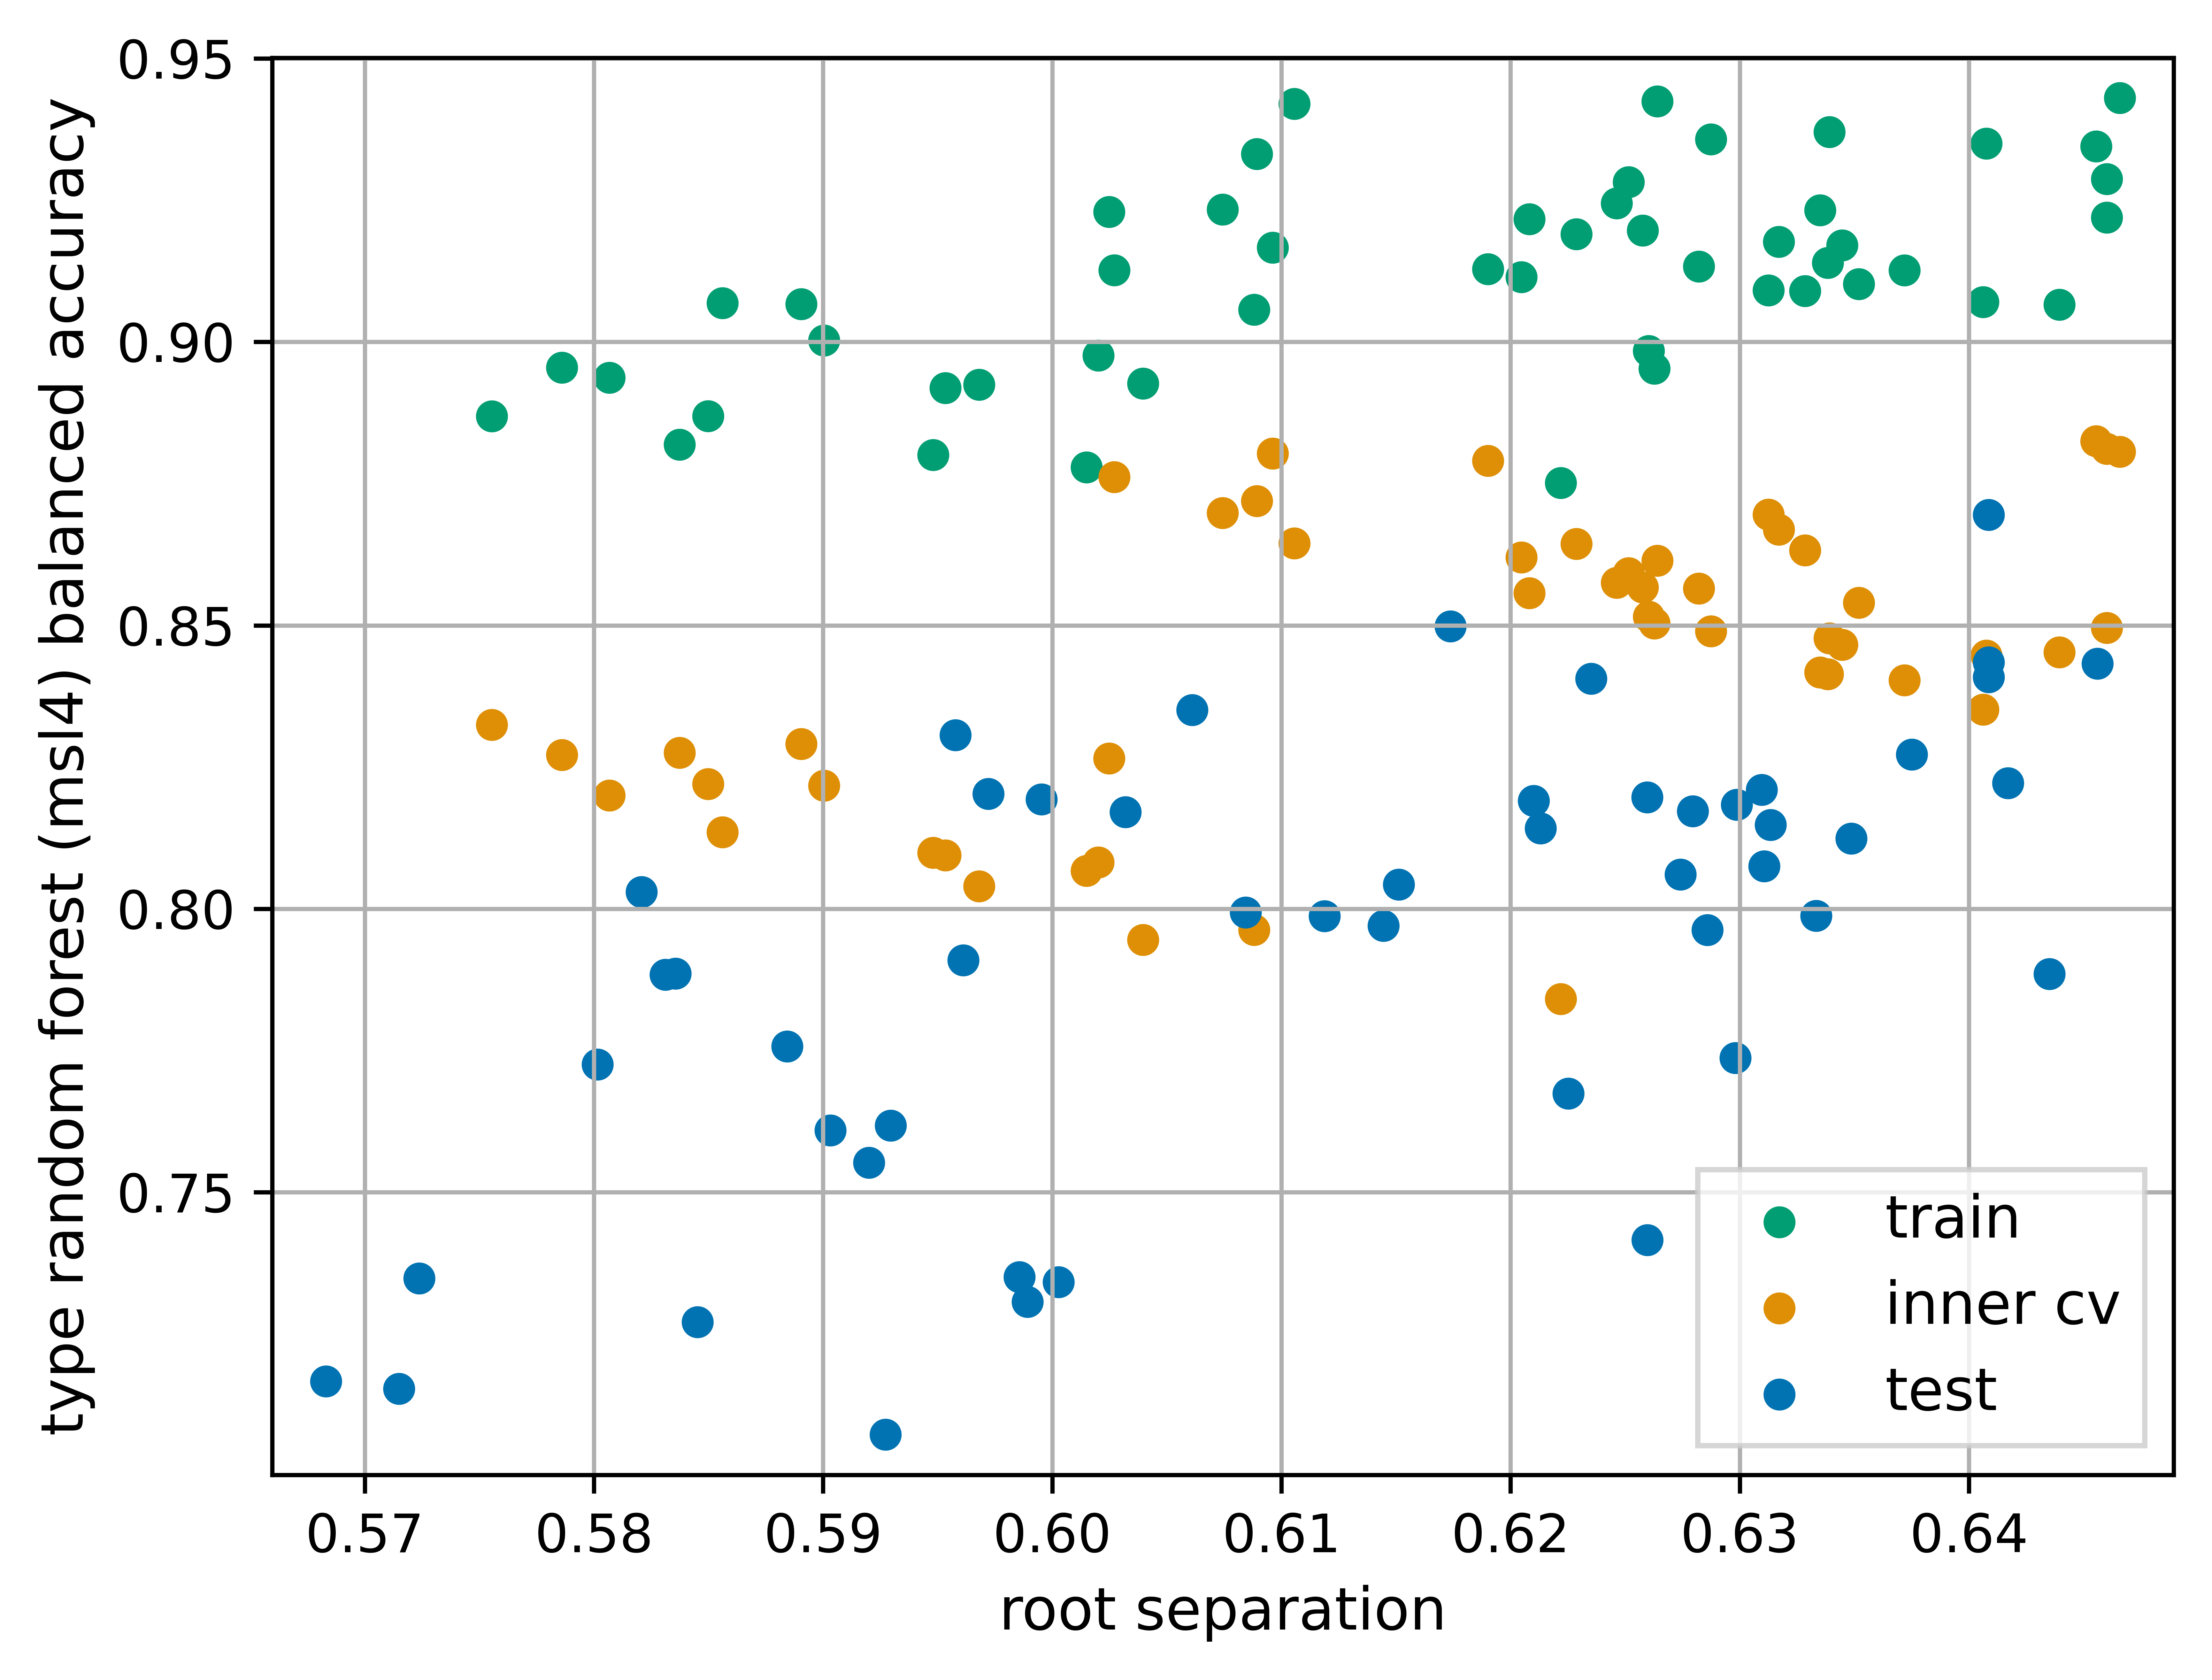 type random forest (msl4) balanced accuracy
0.95
0.90
0.85
0.80
0.75
0.57 0.58 0.59 0.60 0.61 0.62 0.63 0.64
root separation
train
inner cv
test